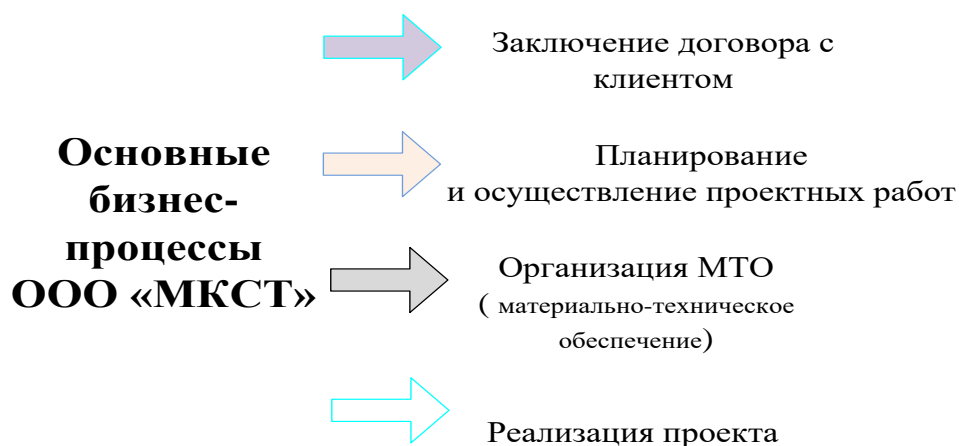 Основные
бизнес-
процессы
ООО «МКСТ»
Заключение договора с
клиентом
Планирование
и осуществление проектных работ
Организация МТО
( материально-техническое
обеспечение)
Реализация проекта